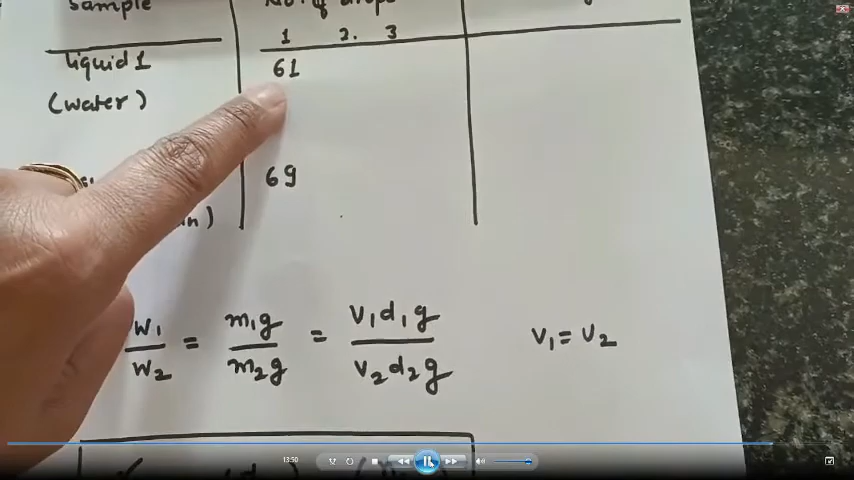 sample
1 2. 3
liquid 1 61
(water)
69
W₁/W₂ = m₁g/m₂g = V₁d₁g/V₂d₂g V₁ = V₂
13:50